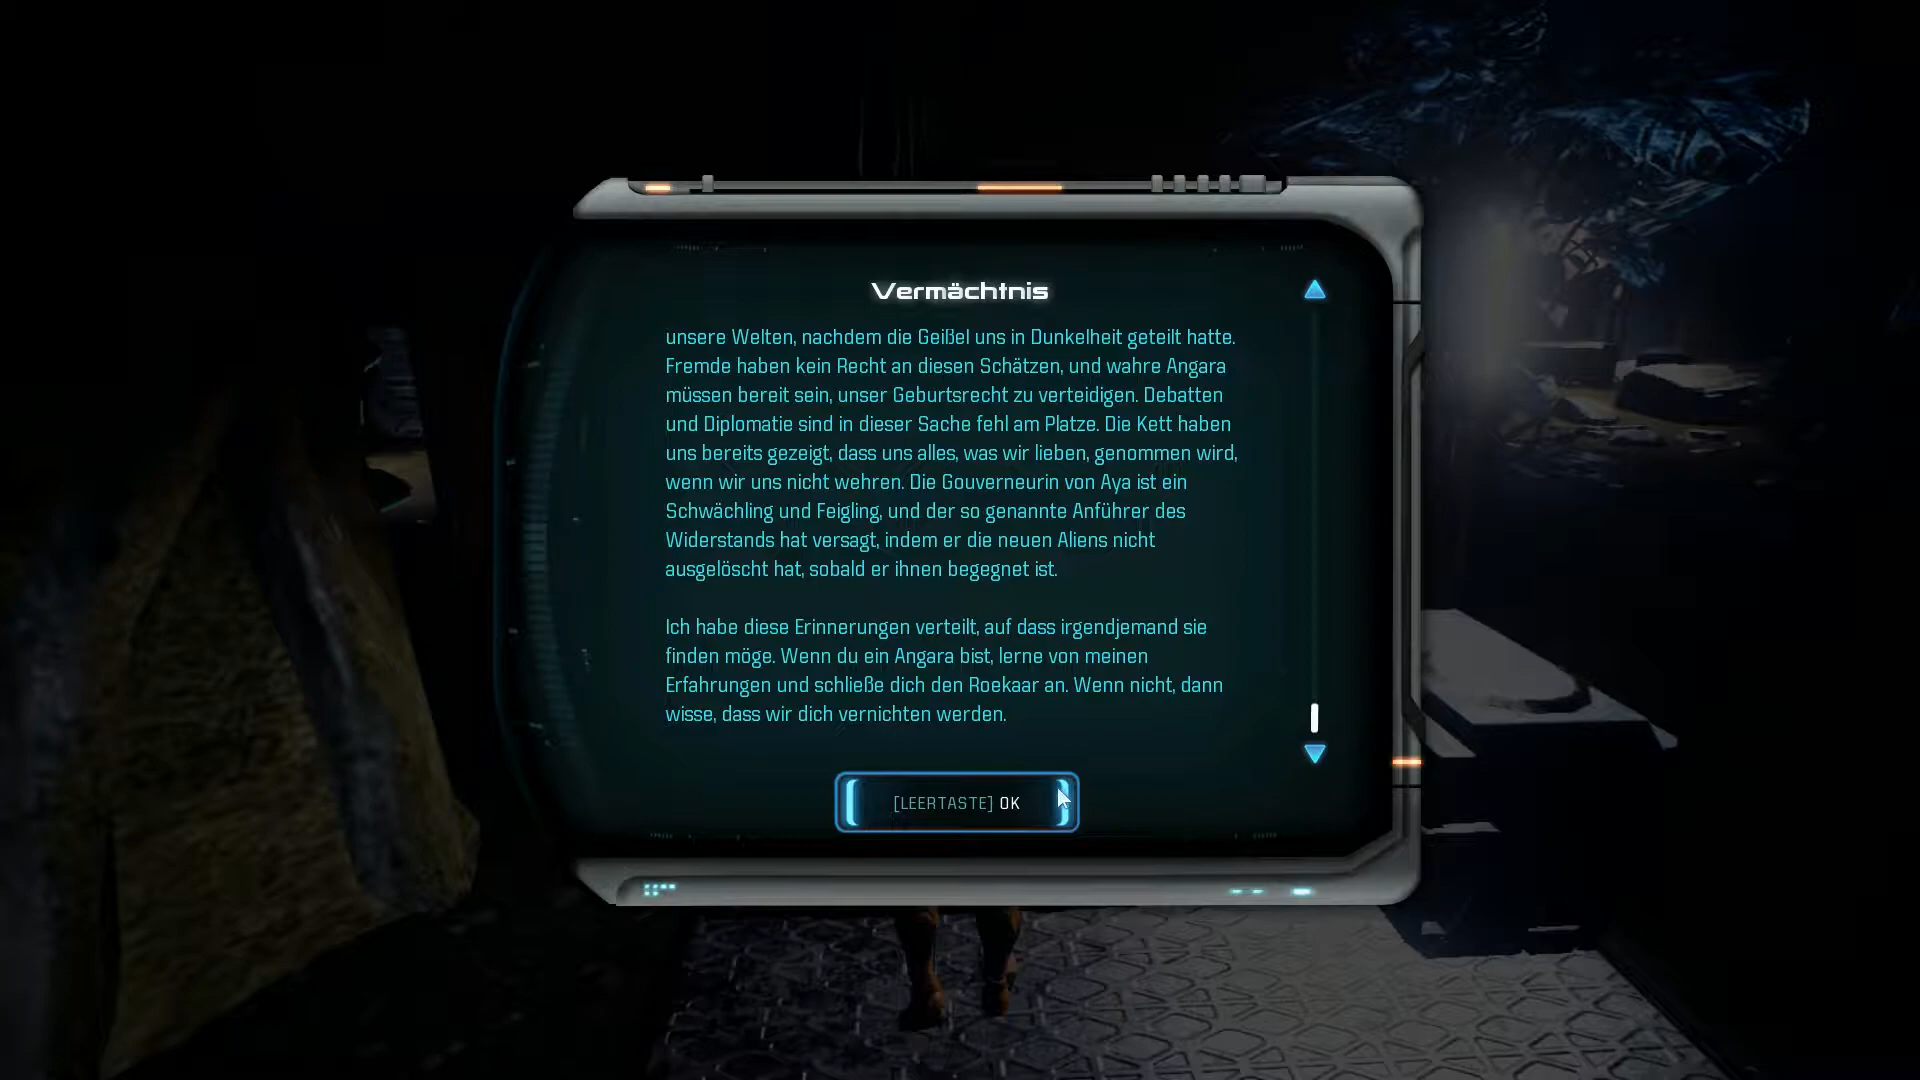 Vermächtnis
unsere Welten, nachdem die Geißel uns in Dunkelheit geteilt hatte.
Fremde haben kein Recht an diesen Schätzen, und wahre Angara
müssen bereit sein, unser Geburtsrecht zu verteidigen. Debatten
und Diplomatie sind in dieser Sache fehl am Platze. Die Kett haben
uns bereits gezeigt, dass uns alles, was wir lieben, genommen wird,
wenn wir uns nicht wehren. Die Gouverneurin von Aya ist ein
Schwächling und Feigling, und der so genannte Anführer des
Widerstands hat versagt, indem er die neuen Aliens nicht
ausgelöscht hat, sobald er ihnen begegnet ist.
Ich habe diese Erinnerungen verteilt, auf dass irgendjemand sie
finden möge. Wenn du ein Angara bist, lerne von meinen
Erfahrungen und schließe dich den Roekaar an. Wenn nicht, dann
wisse, dass wir dich vernichten werden.
[LEERTASTE] OK